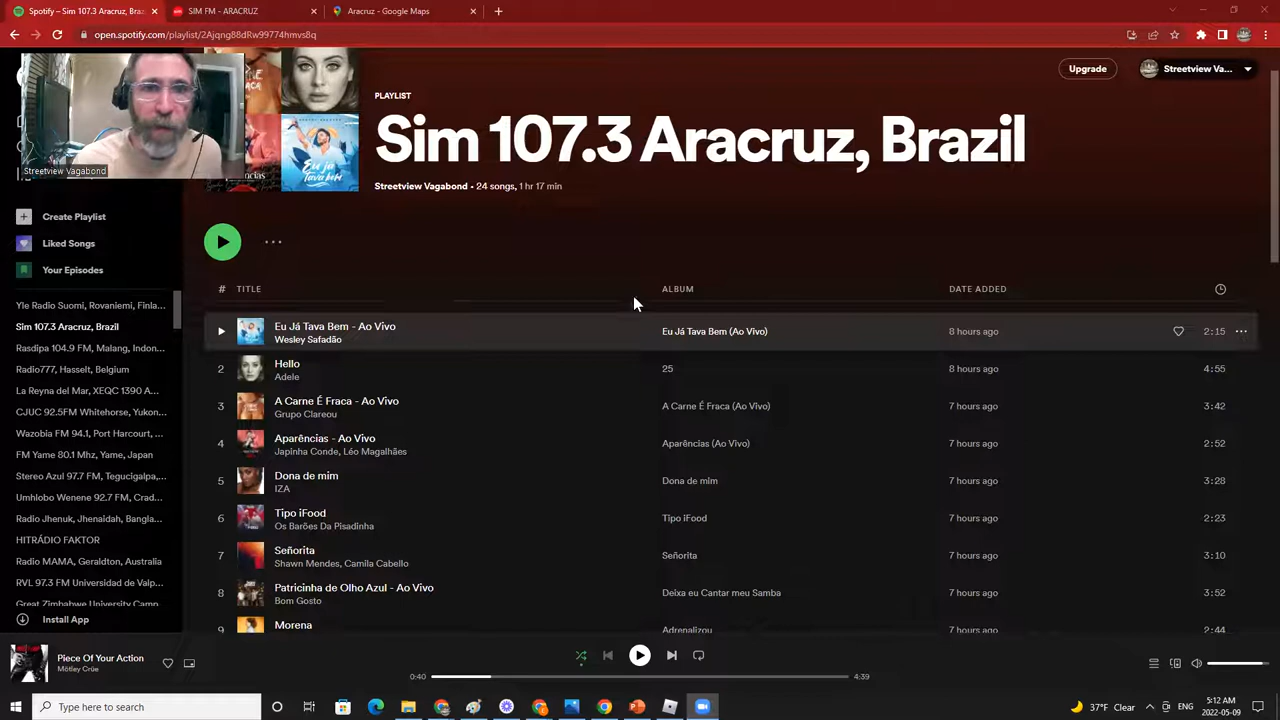 Spotify – Sim 107.3 Aracruz, Braz
SIM FM - ARACRUZ
Aracruz - Google Maps
open.spotify.com/playlist/2Ajqng88dRw99774hmvs8q
Upgrade
Streetview Va...
PLAYLIST
Sim 107.3 Aracruz, Brazil
Streetview Vagabond • 24 songs, 1 hr 17 min
Streetview Vagabond
Create Playlist
Liked Songs
Your Episodes
Yle Radio Suomi, Rovaniemi, Finla...
Sim 107.3 Aracruz, Brazil
Rasdipa 104.9 FM, Malang, Indon...
Radio777, Hasselt, Belgium
La Reyna del Mar, XEQC 1390 A...
CJUC 92.5FM Whitehorse, Yukon...
Wazobia FM 94.1, Port Harcourt, ...
FM Yame 80.1 Mhz, Yame, Japan
Stereo Azul 97.7 FM, Tegucigalpa,...
Umhlobo Wenene 92.7 FM, Crad...
Radio Jhenuk, Jhenaidah, Bangla...
HITRÁDIO FAKTOR
Radio MAMA, Geraldton, Australia
RVL 97.3 FM Universidad de Valp...
Great Zimbabwe University Camp
Install App
# TITLE ALBUM DATE ADDED
Eu Já Tava Bem - Ao Vivo Eu Já Tava Bem (Ao Vivo) 8 hours ago 2:15
Wesley Safadão
2 Hello 25 8 hours ago 4:55
Adele
3 A Carne É Fraca - Ao Vivo A Carne É Fraca (Ao Vivo) 7 hours ago 3:42
Grupo Clareou
4 Aparências - Ao Vivo Aparências (Ao Vivo) 7 hours ago 2:52
Japinha Conde, Léo Magalhães
5 Dona de mim Dona de mim 7 hours ago 3:28
IZA
6 Tipo iFood Tipo iFood 7 hours ago 2:23
Os Barões Da Pisadinha
7 Señorita Señorita 7 hours ago 3:10
Shawn Mendes, Camila Cabello
8 Patricinha de Olho Azul - Ao Vivo Deixa eu Cantar meu Samba 7 hours ago 3:52
Bom Gosto
9 Morena Adrenalizou 7 hours ago 2:44
Piece Of Your Action
Mötley Crüe
0:40 4:39
Type here to search
37°F Clear
ENG
5:12 AM
2022-05-09